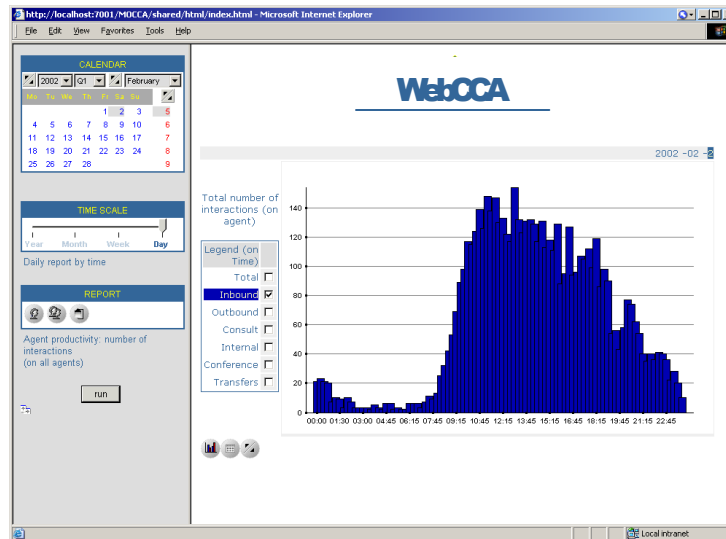 http://localhost:7001/MOCCA/shared/html/index.html - Microsoft Internet Explorer
File Edit View Favorites Tools Help
CALENDAR
2002 Q1 February
Mo Tu We Th Fr Sa Su
1 2 3 5
4 5 6 7 8 9 10 6
11 12 13 14 15 16 17 7
18 19 20 21 22 23 24 8
25 26 27 28 9
TIME SCALE
Year Month Week Day
Daily report by time
REPORT
Agent productivity: number of
interactions
(on all agents)
run
WebCCA
2002 -02 -2
Total number of
interactions (on
agent)
Legend (on
Time)
Total
Inbound
Outbound
Consult
Internal
Conference
Transfers
140
120
100
80
60
40
20
0
00:00 01:30 03:00 04:45 06:15 07:45 09:15 10:45 12:15 13:45 15:15 16:45 18:15 19:45 21:15 22:45
Local intranet